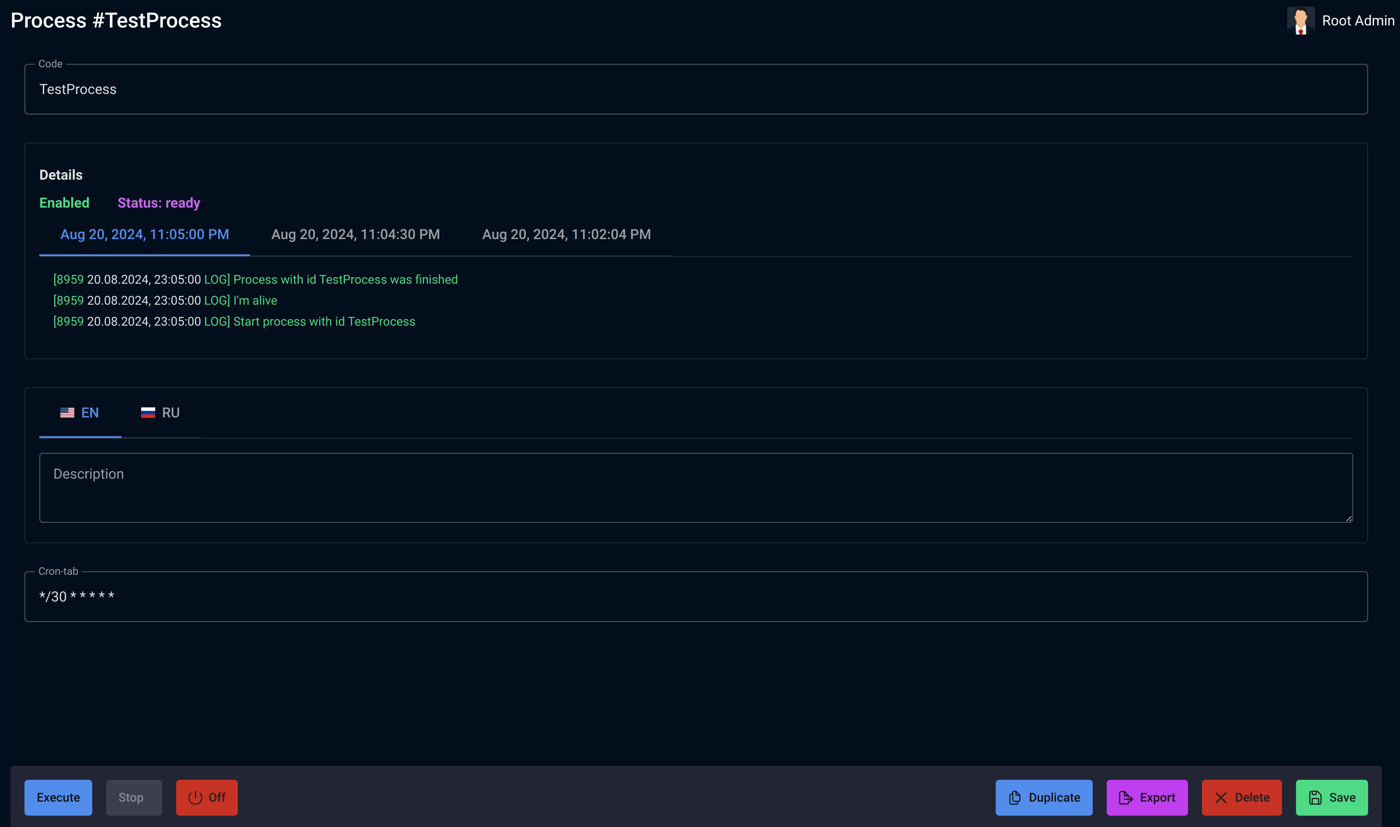 Process #TestProcess
Root Admin
Code
TestProcess
Details
Enabled Status: ready
Aug 20, 2024, 11:05:00 PM Aug 20, 2024, 11:04:30 PM Aug 20, 2024, 11:02:04 PM
[8959 20.08.2024, 23:05:00 LOG] Process with id TestProcess was finished
[8959 20.08.2024, 23:05:00 LOG] I'm alive
[8959 20.08.2024, 23:05:00 LOG] Start process with id TestProcess
EN RU
Description
Cron-tab
*/30 * * * * *
Execute Stop Off Duplicate Export Delete Save